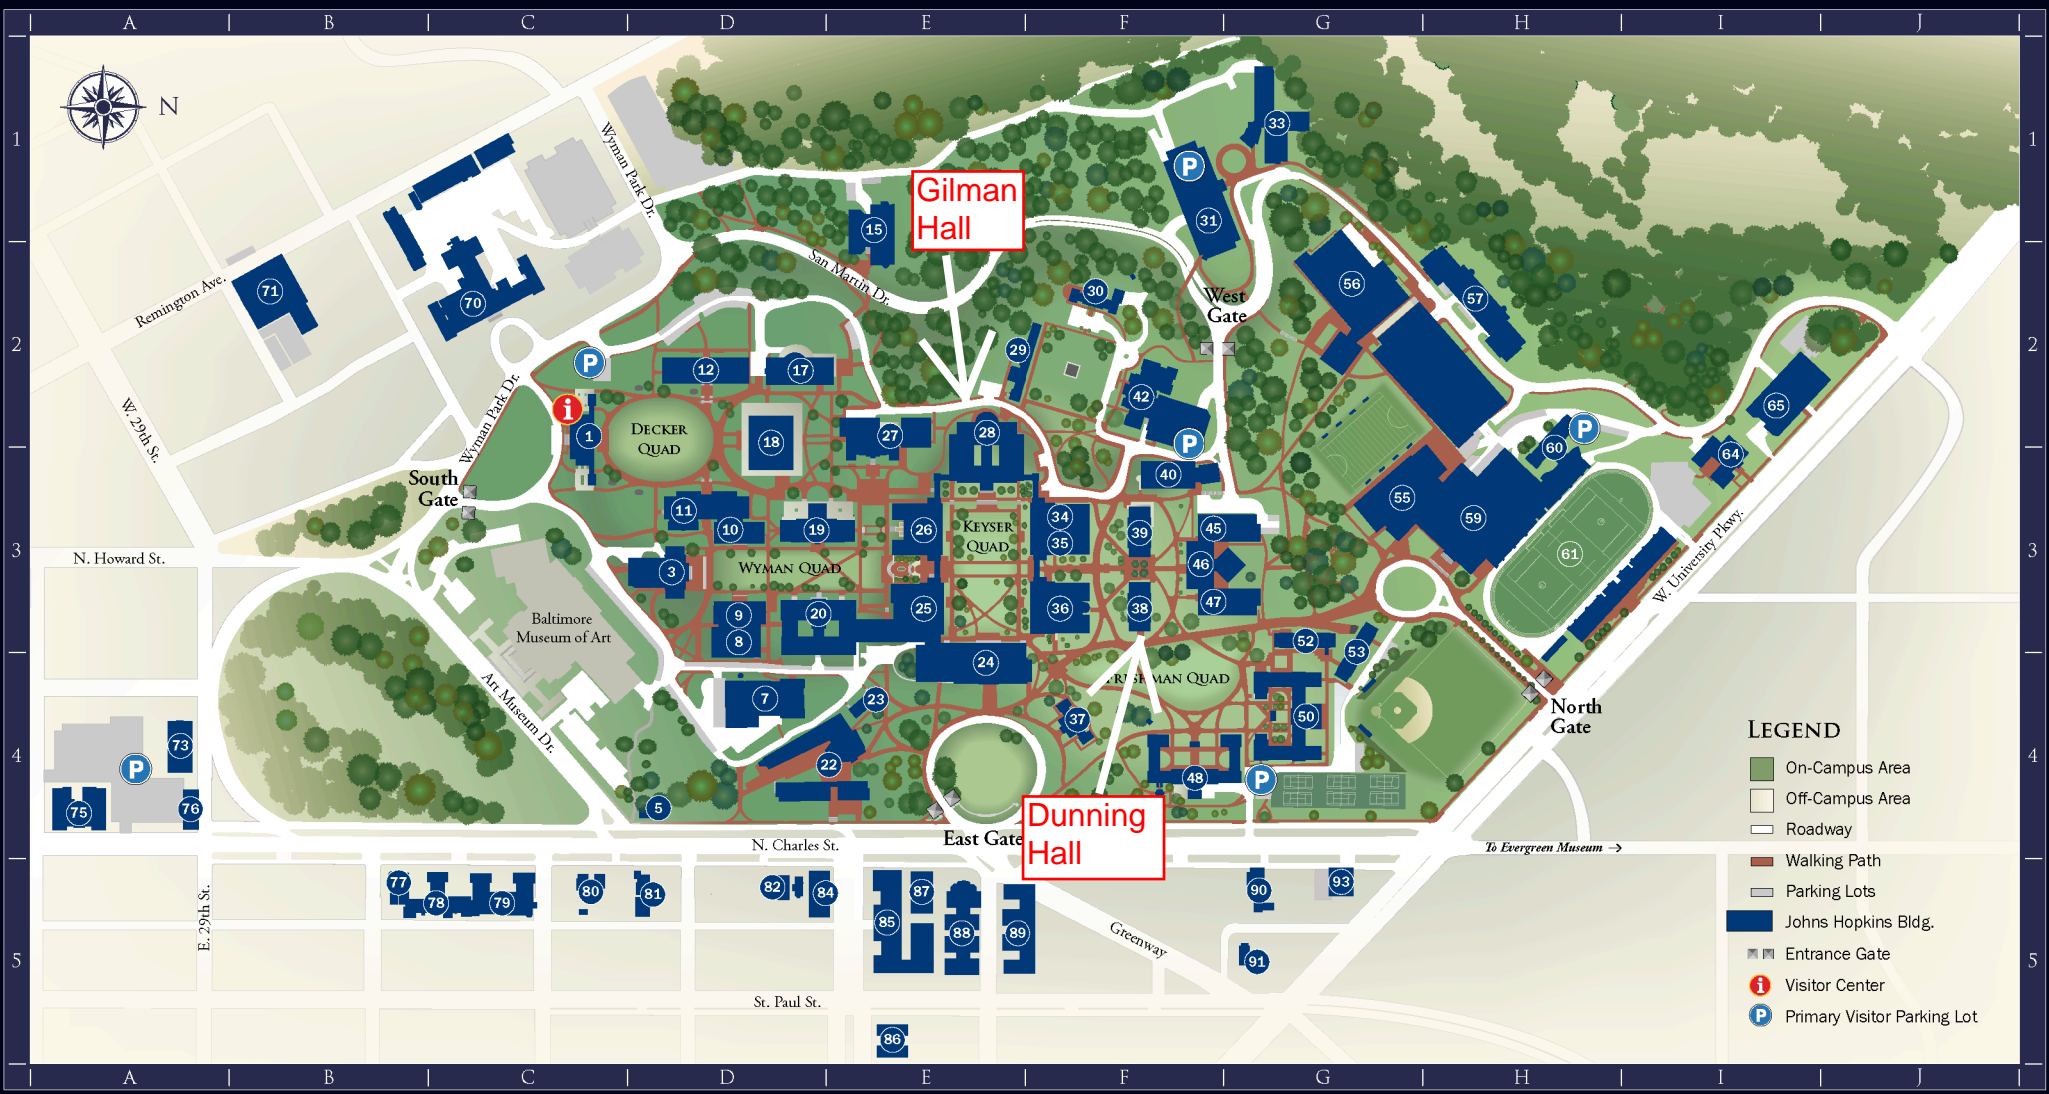 A B C D E F G H I J
N
1
1
2
2
3
3
4
4
5
5
A B C D E F G H I J
Wyman Park Dr.
33
P
31
Gilman
Hall
15
San Martin Dr.
Remington Ave.
71
70
30
West
Gate
56
57
29
P
12
17
42
65
W. 29th St.
Wyman Park Dr.
i
1
Decker
Quad
18
27
28
P
P
60
64
South
Gate
40
55
11
10
19
26
Keyser
Quad
34
35
39
45
59
N. Howard St.
61
W. University Pkwy.
3
Wyman Quad
46
Baltimore
Museum of Art
9
8
20
25
36
38
47
52
53
24
Freshman Quad
Art Museum Dr.
7
23
37
50
North
Gate
73
P
22
48
P
75
76
5
East Gate
Dunning
Hall
N. Charles St.
To Evergreen Museum →
E. 29th St.
77
78
79
80
81
82
84
85
87
88
89
90
93
91
Greenway
St. Paul St.
86
Legend
On-Campus Area
Off-Campus Area
Roadway
Walking Path
Parking Lots
Johns Hopkins Bldg.
Entrance Gate
i Visitor Center
P Primary Visitor Parking Lot